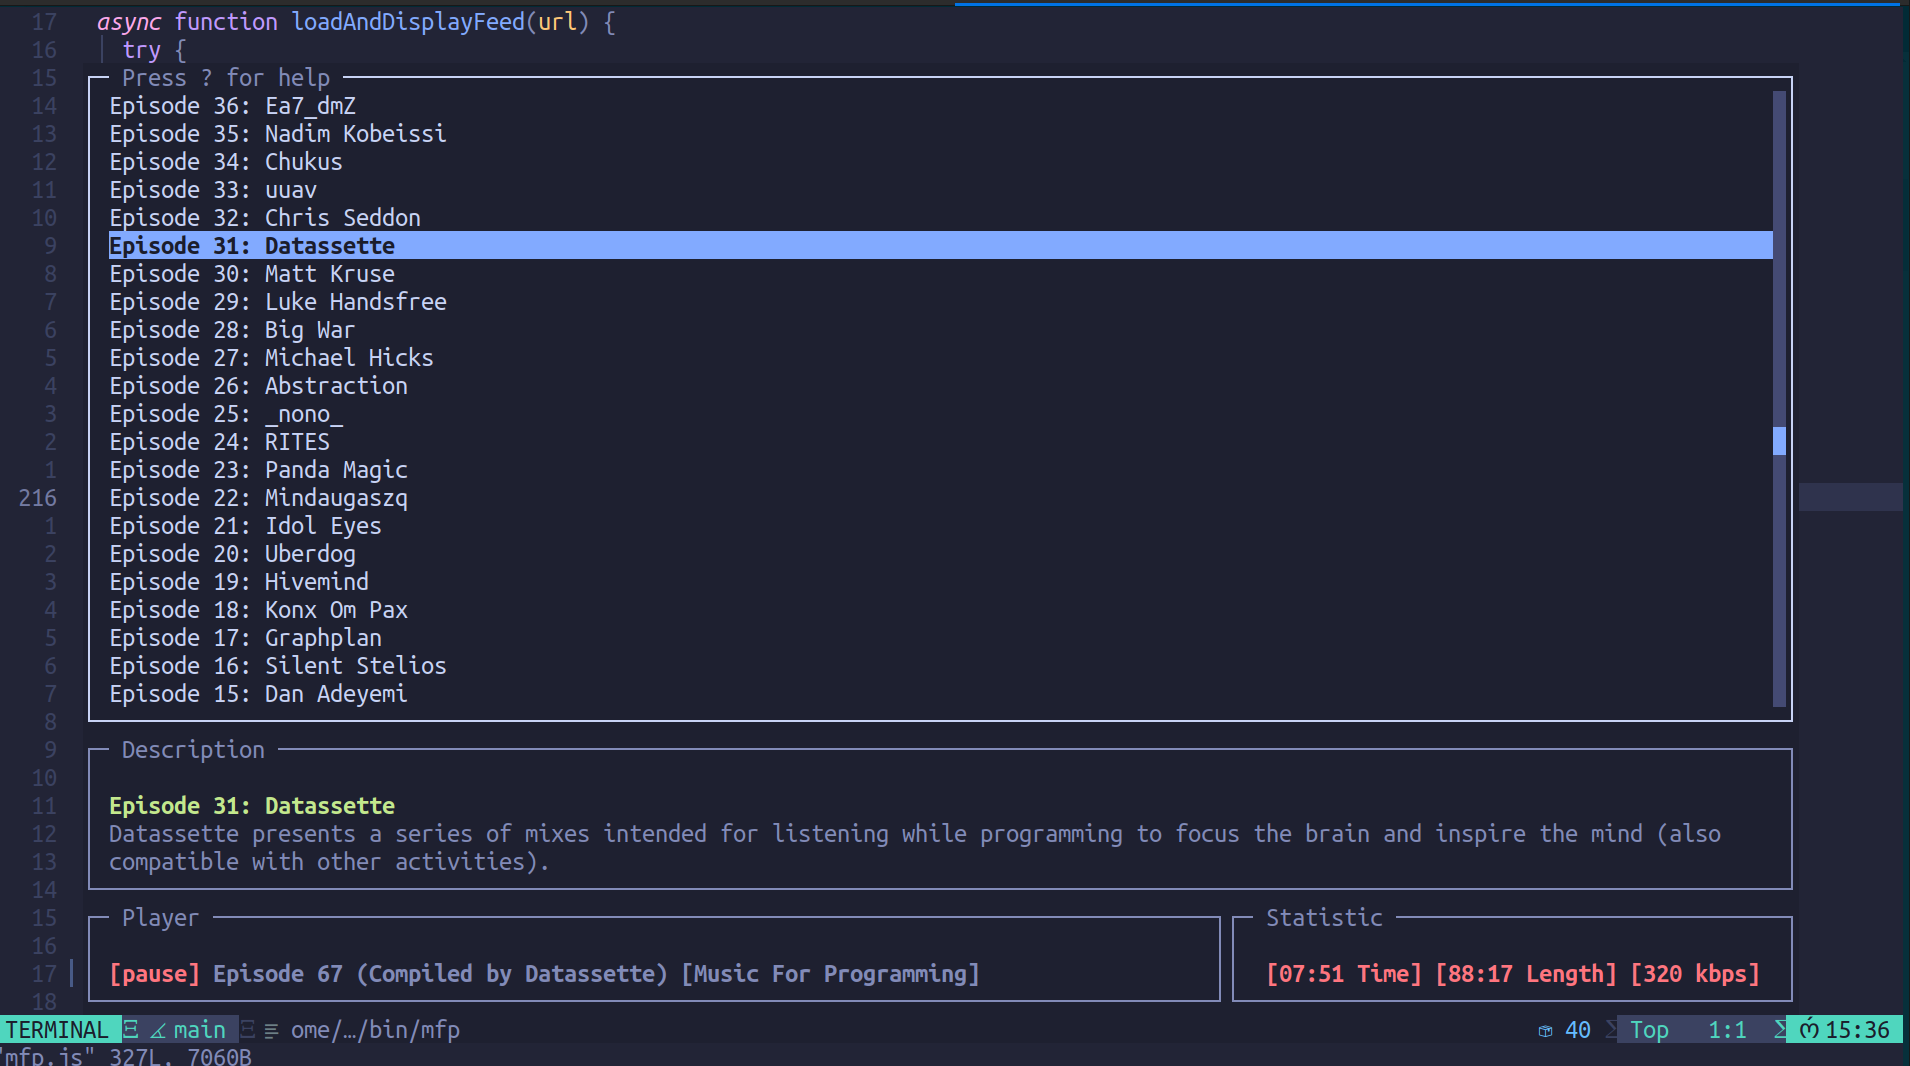 17 async function loadAndDisplayFeed(url) {
16 try {
15 Press ? for help
14 Episode 36: Ea7_dmZ
13 Episode 35: Nadim Kobeissi
12 Episode 34: Chukus
11 Episode 33: uuav
10 Episode 32: Chris Seddon
9 Episode 31: Datassette
8 Episode 30: Matt Kruse
7 Episode 29: Luke Handsfree
6 Episode 28: Big War
5 Episode 27: Michael Hicks
4 Episode 26: Abstraction
3 Episode 25: _nono_
2 Episode 24: RITES
1 Episode 23: Panda Magic
216 Episode 22: Mindaugaszq
1 Episode 21: Idol Eyes
2 Episode 20: Uberdog
3 Episode 19: Hivemind
4 Episode 18: Konx Om Pax
5 Episode 17: Graphplan
6 Episode 16: Silent Stelios
7 Episode 15: Dan Adeyemi
8
9 Description
10
11 Episode 31: Datassette
12 Datassette presents a series of mixes intended for listening while programming to focus the brain and inspire the mind (also
13 compatible with other activities).
14
15 Player Statistic
16
17 [pause] Episode 67 (Compiled by Datassette) [Music For Programming] [07:51 Time] [88:17 Length] [320 kbps]
18
TERMINAL main ome/…/bin/mfp 40 Top 1:1 15:36
"mfp.js" 327L, 7060B